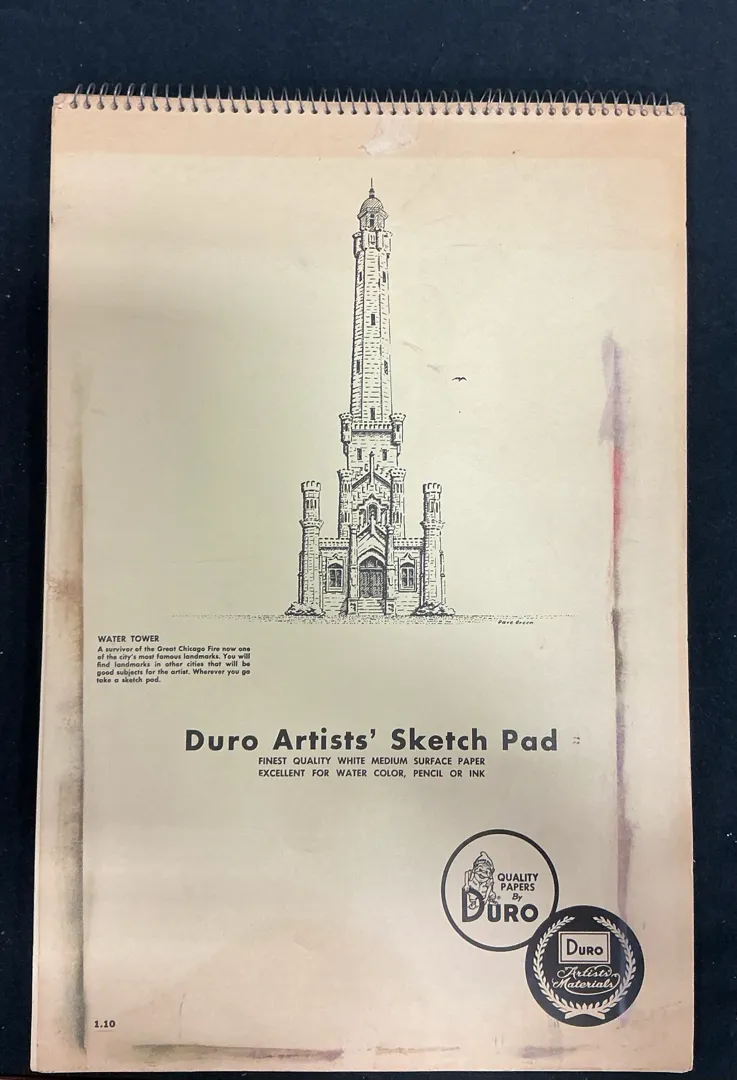 Dave Green
WATER TOWER
A survivor of the Great Chicago Fire now one
of the city's most famous landmarks. You will
find landmarks in other cities that will be
good subjects for the artist. Wherever you go
take a sketch pad.
Duro Artists' Sketch Pad
FINEST QUALITY WHITE MEDIUM SURFACE PAPER
EXCELLENT FOR WATER COLOR, PENCIL OR INK
QUALITY
PAPERS
By
DURO
DURO
Artists'
Materials
1.10